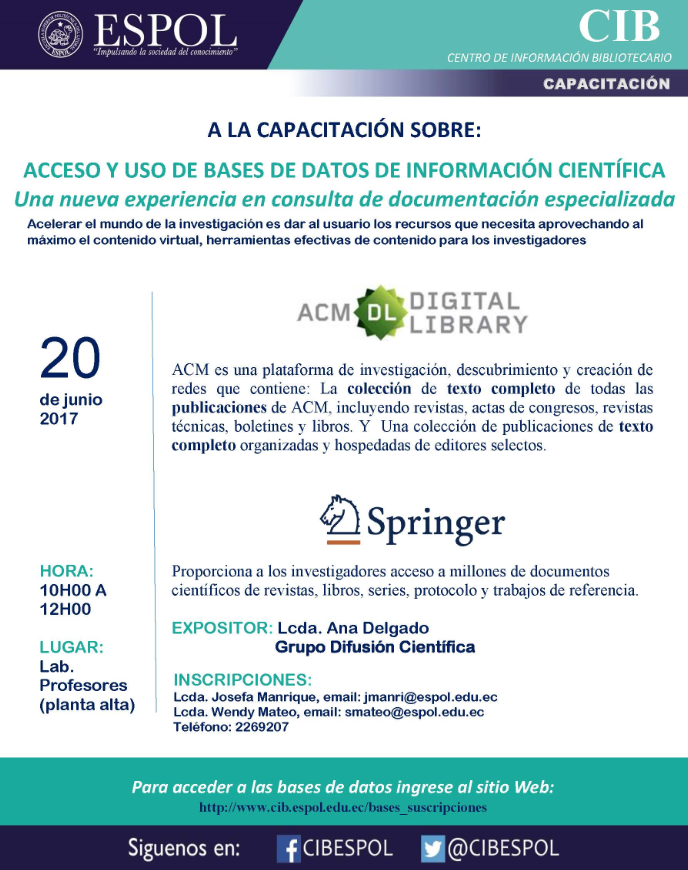 ESPOL
"Impulsando la sociedad del conocimiento"
CIB
CENTRO DE INFORMACIÓN BIBLIOTECARIO
CAPACITACIÓN
A LA CAPACITACIÓN SOBRE:
ACCESO Y USO DE BASES DE DATOS DE INFORMACIÓN CIENTÍFICA
Una nueva experiencia en consulta de documentación especializada
Acelerar el mundo de la investigación es dar al usuario los recursos que necesita aprovechando al
máximo el contenido virtual, herramientas efectivas de contenido para los investigadores
20
de junio
2017
ACM DL DIGITAL
LIBRARY
ACM es una plataforma de investigación, descubrimiento y creación de
redes que contiene: La colección de texto completo de todas las
publicaciones de ACM, incluyendo revistas, actas de congresos, revistas
técnicas, boletines y libros. Y Una colección de publicaciones de texto
completo organizadas y hospedadas de editores selectos.
Springer
HORA:
10H00 A
12H00
LUGAR:
Lab.
Profesores
(planta alta)
Proporciona a los investigadores acceso a millones de documentos
científicos de revistas, libros, series, protocolo y trabajos de referencia.
EXPOSITOR: Lcda. Ana Delgado
Grupo Difusión Científica
INSCRIPCIONES:
Lcda. Josefa Manrique, email: jmanri@espol.edu.ec
Lcda. Wendy Mateo, email: smateo@espol.edu.ec
Teléfono: 2269207
Para acceder a las bases de datos ingrese al sitio Web:
http://www.cib.espol.edu.ec/bases_suscripciones
Siguenos en: CIBESPOL @CIBESPOL